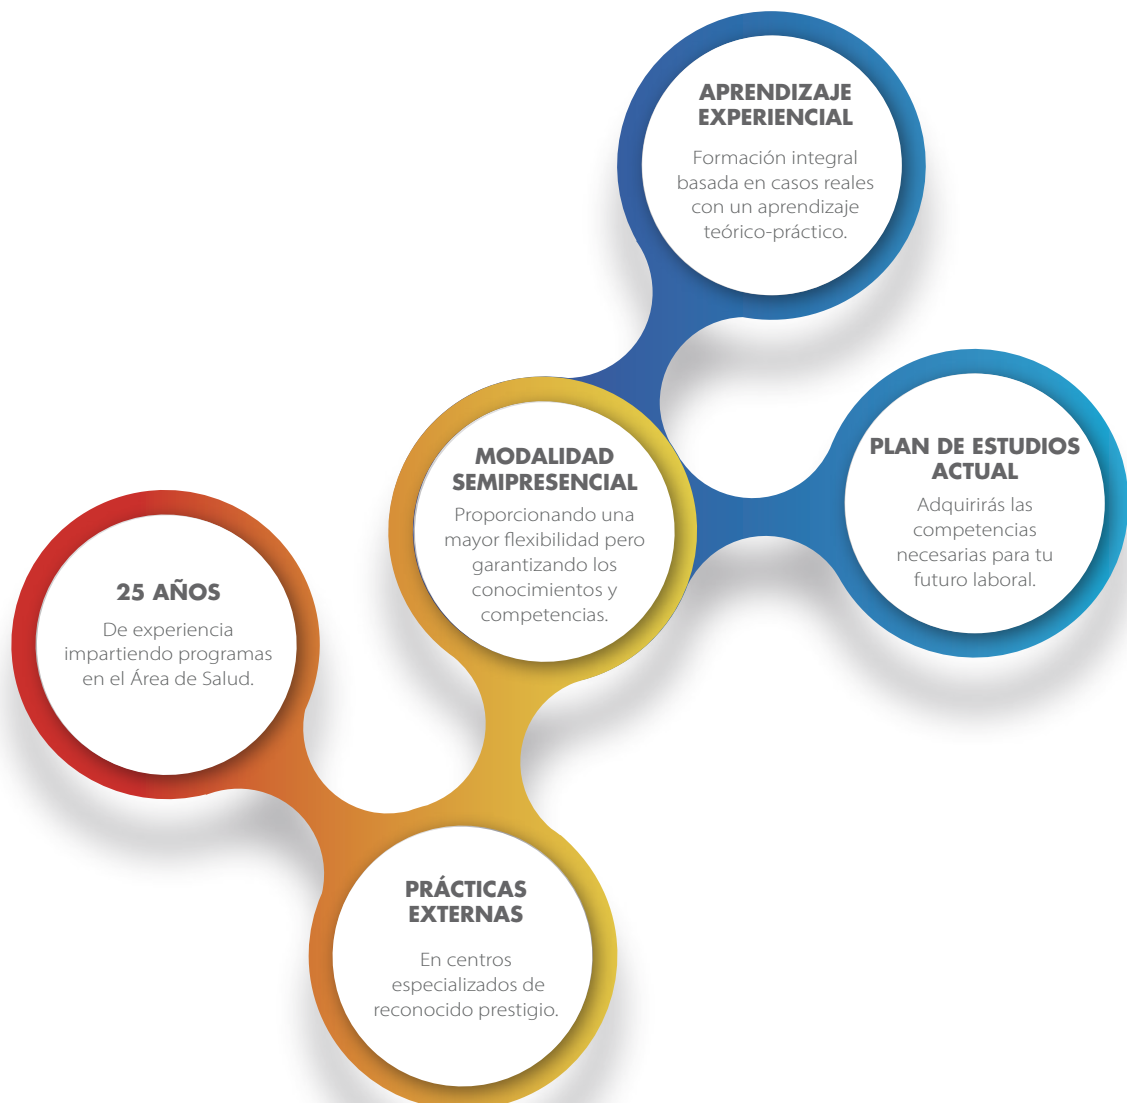 APRENDIZAJE
EXPERIENCIAL
Formación integral
basada en casos reales
con un aprendizaje
teórico-práctico.
PLAN DE ESTUDIOS
ACTUAL
Adquirirás las
competencias
necesarias para tu
futuro laboral.
MODALIDAD
SEMIPRESENCIAL
Proporcionando una
mayor flexibilidad pero
garantizando los
conocimientos y
competencias.
25 AÑOS
De experiencia
impartiendo programas
en el Área de Salud.
PRÁCTICAS
EXTERNAS
En centros
especializados de
reconocido prestigio.